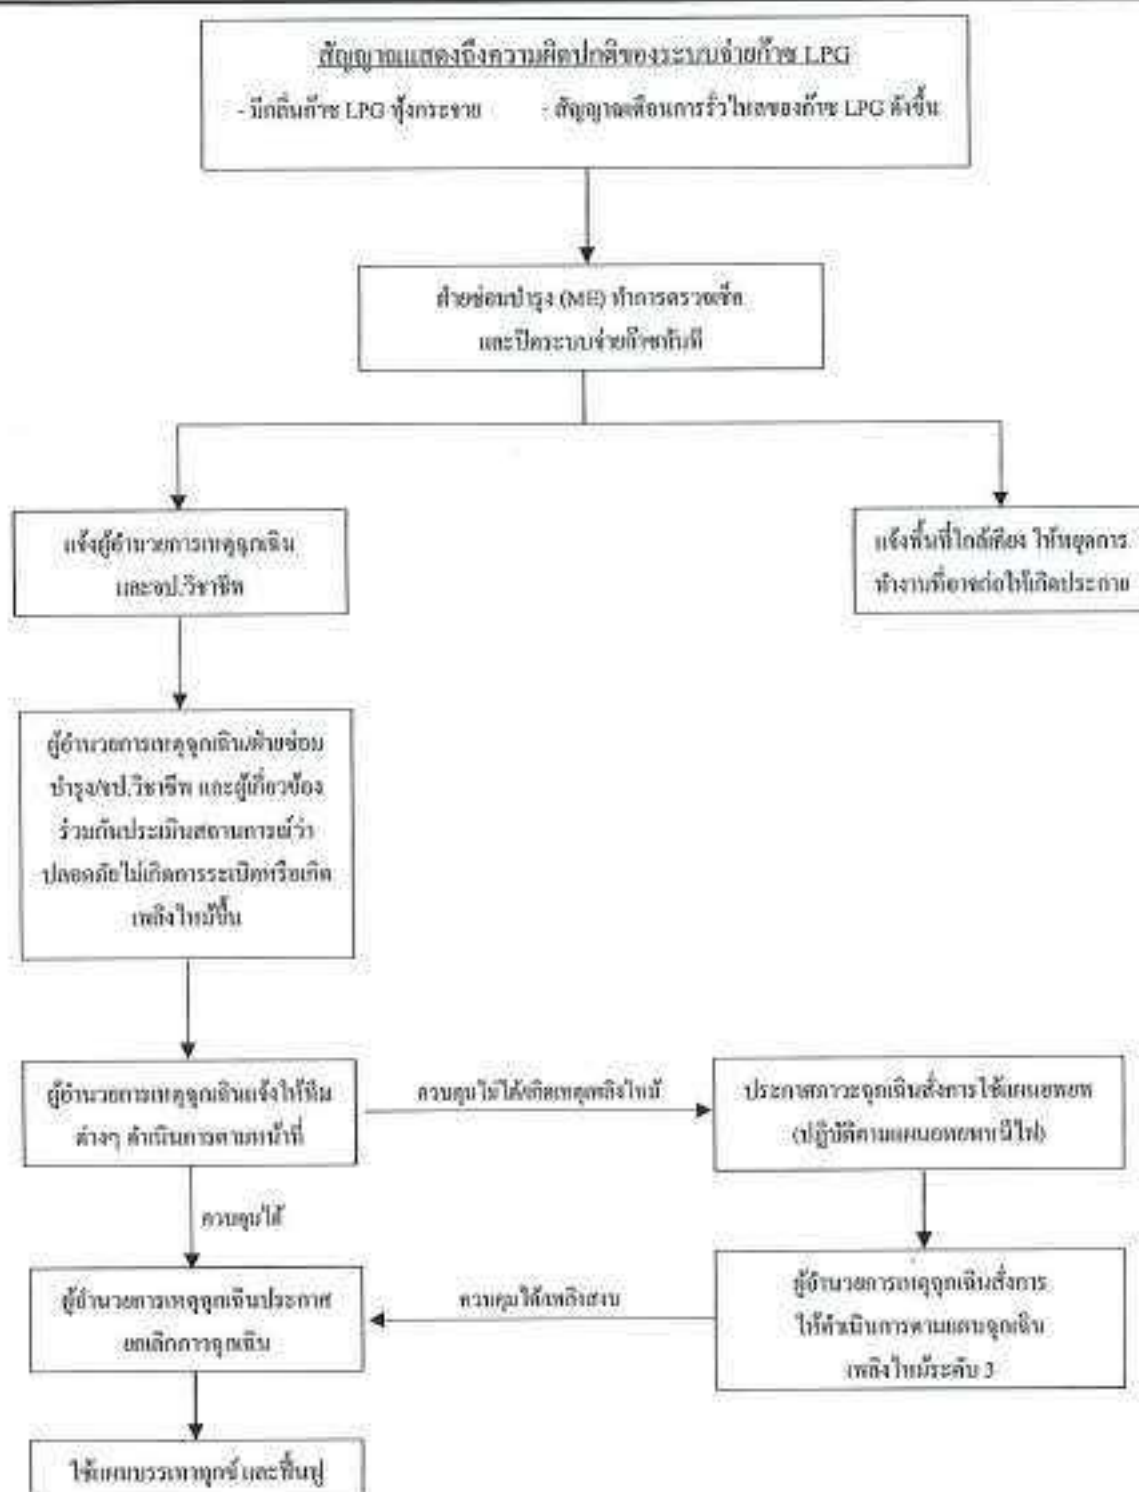 สัญญาณแสดงถึงความผิดปกติของระบบจ่ายก๊าซ LPG
- มีกลิ่นก๊าซ LPG ฟุ้งกระจาย - สัญญาณเตือนการรั่วไหลของก๊าซ LPG ดังขึ้น
ฝ่ายซ่อมบำรุง (ME) ทำการตรวจเช็ค
และปิดระบบจ่ายก๊าซทันที
แจ้งผู้อำนวยการเหตุฉุกเฉิน
และจป.วิชาชีพ
แจ้งพื้นที่ใกล้เคียง ให้หยุดการ
ทำงานที่อาจก่อให้เกิดประกาย
ผู้อำนวยการเหตุฉุกเฉิน/ฝ่ายซ่อม
บำรุง/จป.วิชาชีพ และผู้เกี่ยวข้อง
ร่วมกันประเมินสถานการณ์ว่า
ปลอดภัยไม่เกิดการระเบิดหรือเกิด
เพลิงไหม้ขึ้น
ผู้อำนวยการเหตุฉุกเฉินแจ้งให้ทีม
ต่างๆ ดำเนินการตามหน้าที่
ควบคุมไม่ได้/เกิดเหตุเพลิงไหม้
ประกาศภาวะฉุกเฉินสั่งการใช้แผนอพยพ
(ปฏิบัติตามแผนอพยพหนีไฟ)
ควบคุมได้
ผู้อำนวยการเหตุฉุกเฉินสั่งการ
ให้ดำเนินการตามแผนฉุกเฉิน
เพลิงไหม้ระดับ 3
ควบคุมได้/เพลิงสงบ
ผู้อำนวยการเหตุฉุกเฉินประกาศ
ยกเลิกภาวะฉุกเฉิน
ใช้แผนบรรเทาทุกข์ และฟื้นฟู